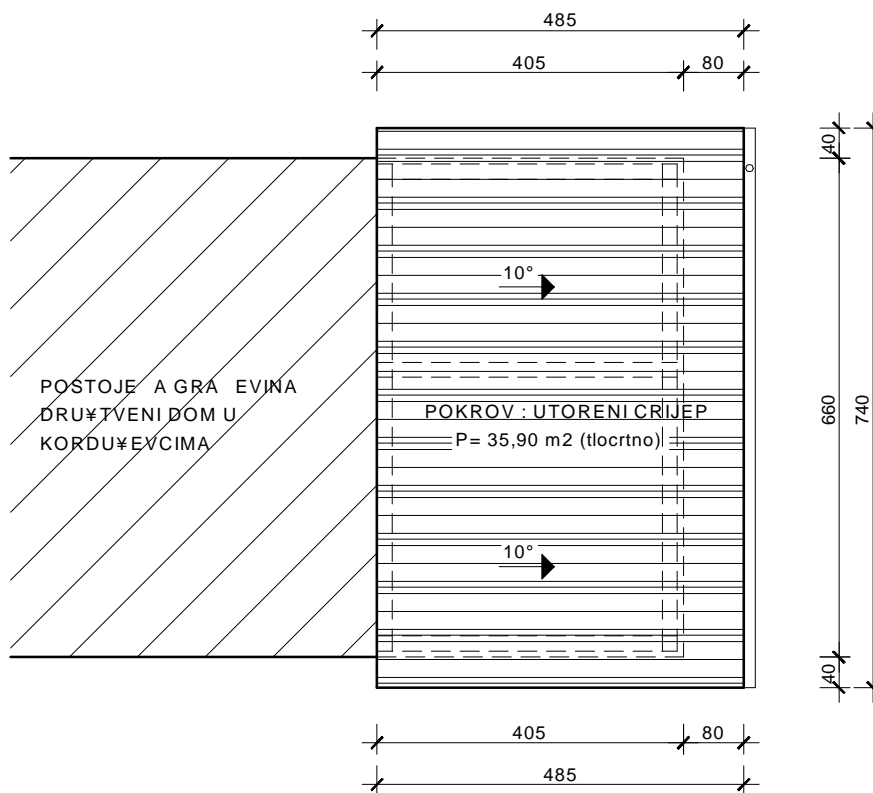 485
405 80
40
10°
POSTOJE A GRA EVINA
DRU¥TVENI DOM U
KORDU¥EVCIMA
POKROV : UTORENI CRIJEP
P= 35,90 m2 (tlocrtno)
660
740
10°
40
405 80
485